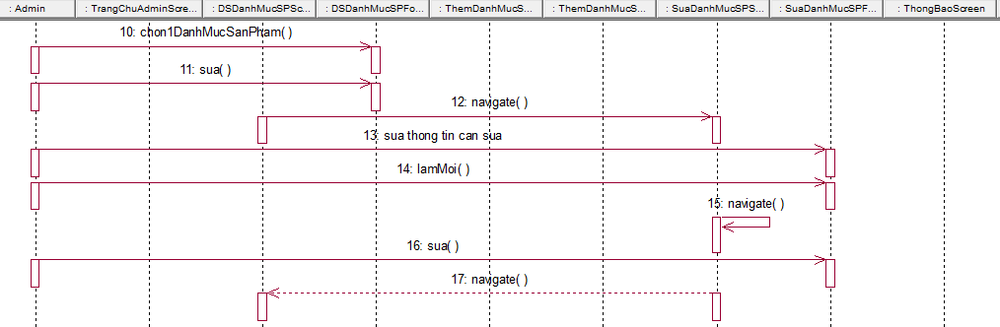 : Admin
: TrangChuAdminScre...
: DSDanhMucSPSc...
: DSDanhMucSPFo...
: ThemDanhMucS...
: ThemDanhMucS...
: SuaDanhMucSPS...
: SuaDanhMucSPF...
: ThongBaoScreen
10: chon1DanhMucSanPham( )
11: sua( )
12: navigate( )
13: sua thong tin can sua
14: lamMoi( )
15: navigate( )
16: sua( )
17: navigate( )